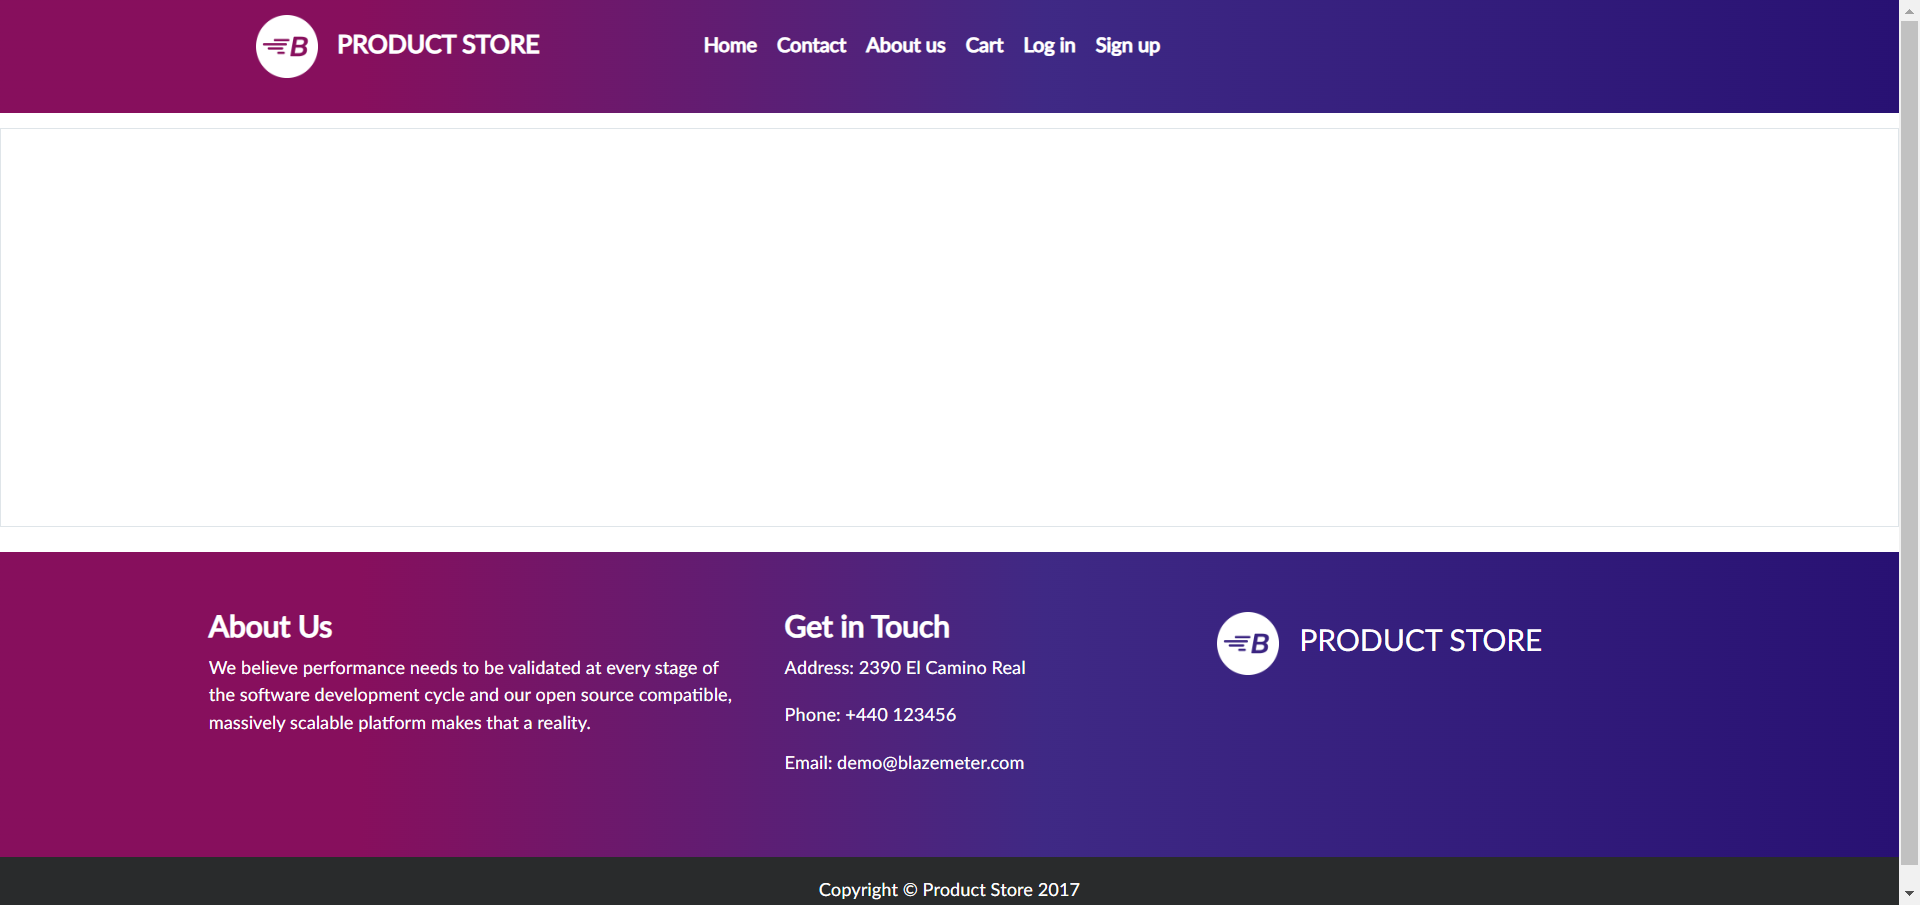 B PRODUCT STORE Home Contact About us Cart Log in Sign up
About Us
We believe performance needs to be validated at every stage of
the software development cycle and our open source compatible,
massively scalable platform makes that a reality.
Get in Touch
Address: 2390 El Camino Real
Phone: +440 123456
Email: demo@blazemeter.com
B PRODUCT STORE
Copyright © Product Store 2017